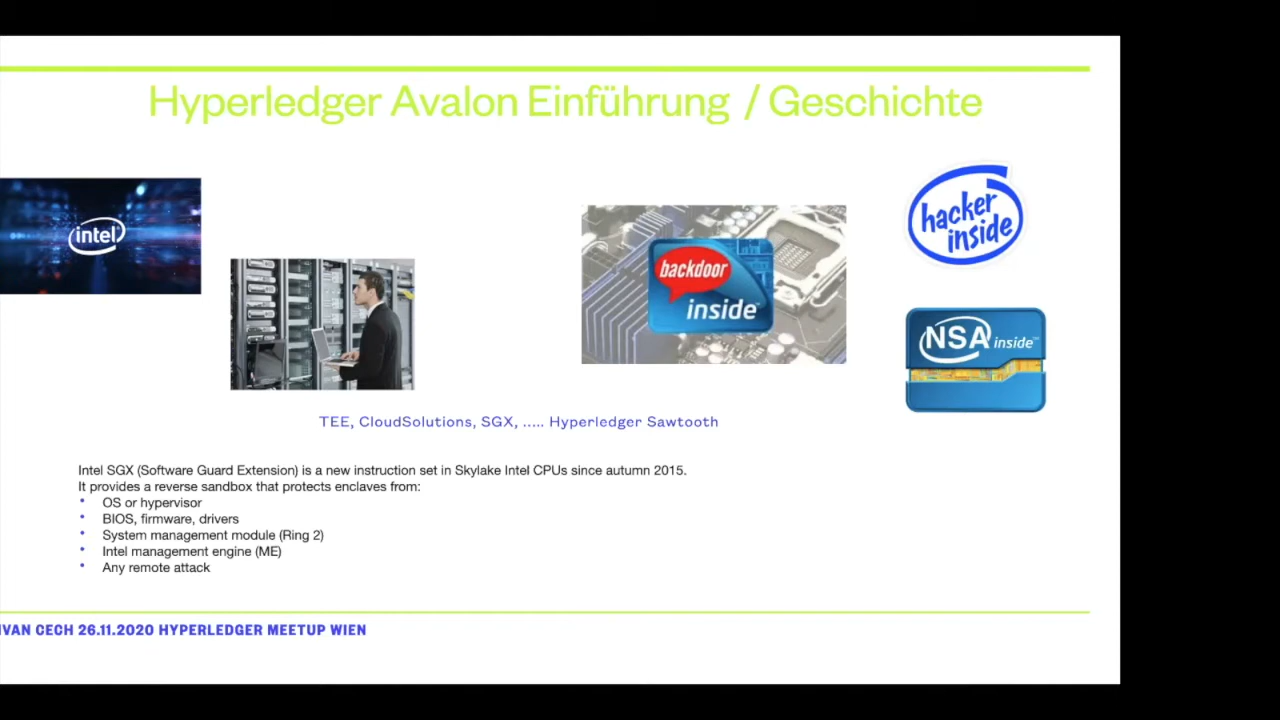 Hyperledger Avalon Einführung / Geschichte
intel
backdoor
inside™
hacker
inside
NSA inside™
TEE, CloudSolutions, SGX, ..... Hyperledger Sawtooth
Intel SGX (Software Guard Extension) is a new instruction set in Skylake Intel CPUs since autumn 2015.
It provides a reverse sandbox that protects enclaves from:
• OS or hypervisor
• BIOS, firmware, drivers
• System management module (Ring 2)
• Intel management engine (ME)
• Any remote attack
IVAN CECH 26.11.2020 HYPERLEDGER MEETUP WIEN